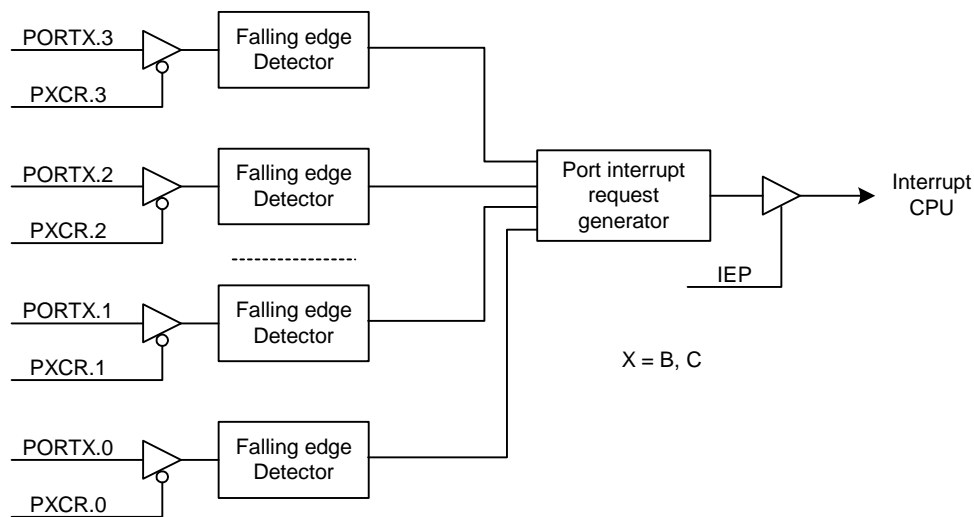 PORTX.3
PXCR.3
Falling edge
Detector
PORTX.2
PXCR.2
Falling edge
Detector
PORTX.1
PXCR.1
Falling edge
Detector
PORTX.0
PXCR.0
Falling edge
Detector
Port interrupt
request
generator
IEP
Interrupt
CPU
X = B, C